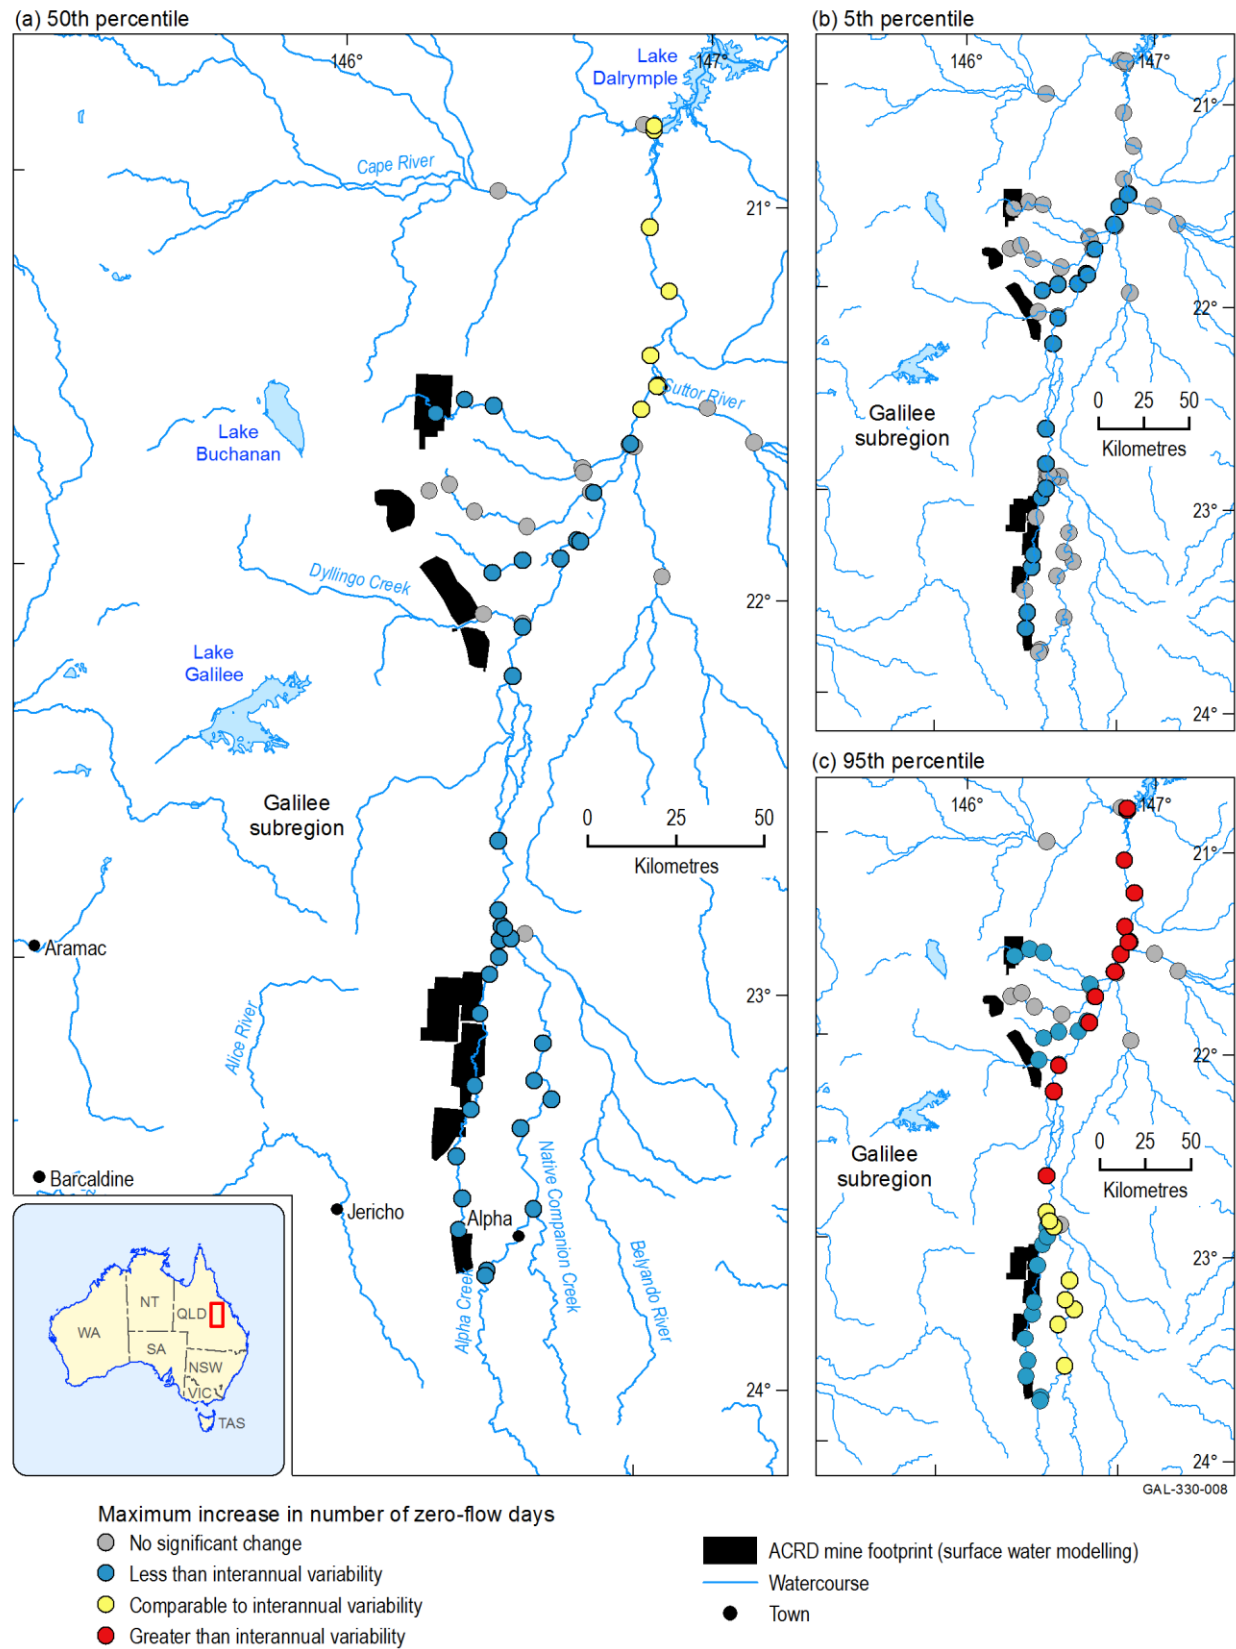 (a) 50th percentile
146°
147°
Lake
Dalrymple
Cape River
21°
Suttor River
Lake
Buchanan
Dyllingo Creek
22°
Lake
Galilee
Galilee
subregion
0 25 50
Kilometres
Aramac
Alice River
23°
Barcaldine
Jericho
Alpha
Alpha Creek
Native Companion Creek
Belyando River
24°
WA
NT
QLD
SA
NSW
VIC
TAS
(b) 5th percentile
146°
147°
21°
22°
Galilee
subregion
0 25 50
Kilometres
23°
24°
(c) 95th percentile
146°
147°
21°
22°
Galilee
subregion
0 25 50
Kilometres
23°
24°
GAL-330-008
Maximum increase in number of zero-flow days
No significant change
Less than interannual variability
Comparable to interannual variability
Greater than interannual variability
ACRD mine footprint (surface water modelling)
Watercourse
Town